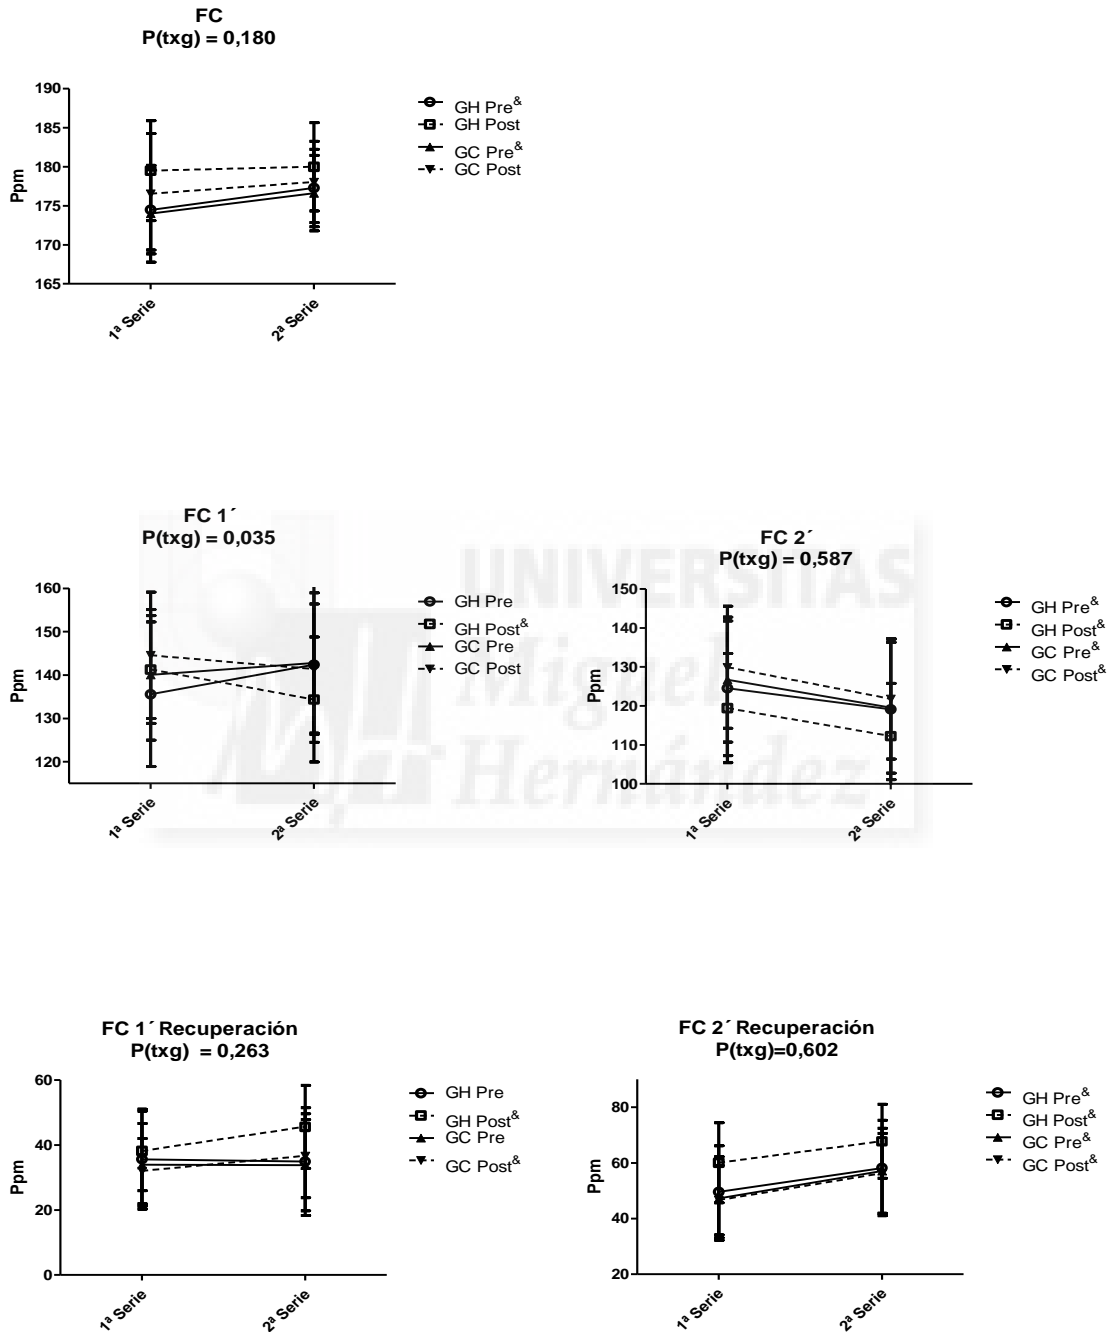 FC
P(txg) = 0,180
190
185
180
175
170
165
Ppm
1ª Serie
2ª Serie
GH Pre&
GH Post
GC Pre&
GC Post
FC 1´
P(txg) = 0,035
160
150
140
130
120
Ppm
1ª Serie
2ª Serie
GH Pre
GH Post&
GC Pre
GC Post
FC 2´
P(txg) = 0,587
150
140
130
120
110
100
Ppm
1ª Serie
2ª Serie
GH Pre&
GH Post&
GC Pre&
GC Post&
UNIVERSITAS
Miguel
Hernández
FC 1´ Recuperación
P(txg) = 0,263
60
40
20
0
Ppm
1ª Serie
2ª Serie
GH Pre
GH Post&
GC Pre
GC Post&
FC 2´ Recuperación
P(txg)=0,602
80
60
40
20
Ppm
1ª Serie
2ª Serie
GH Pre&
GH Post&
GC Pre&
GC Post&